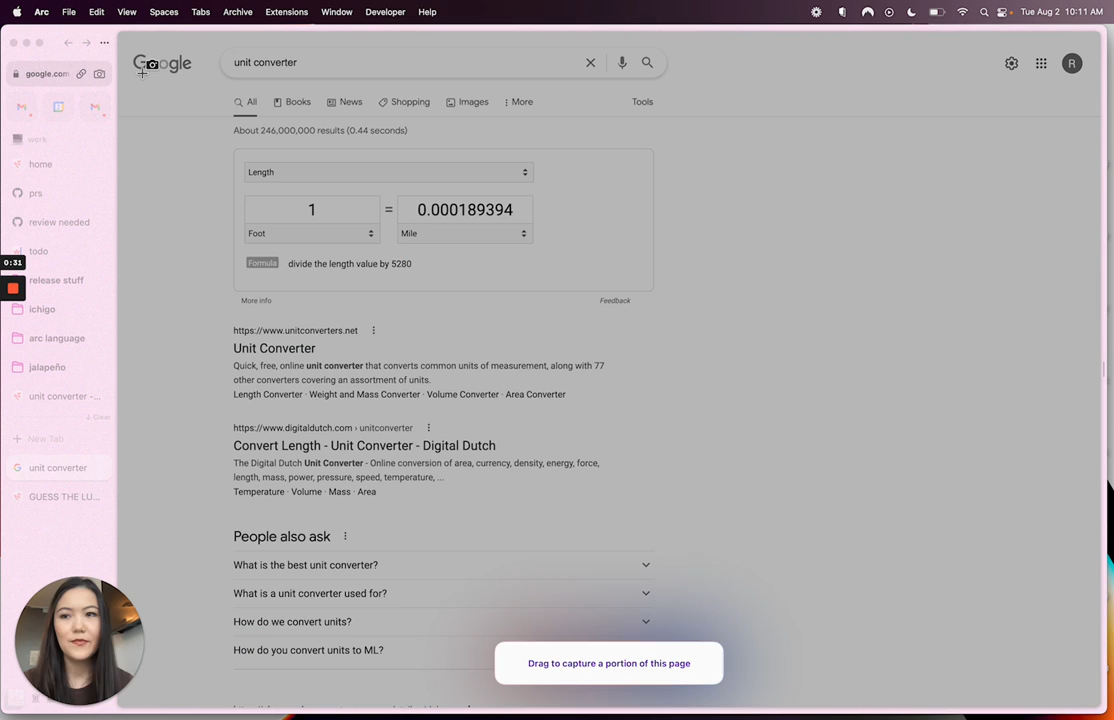 Arc File Edit View Spaces Tabs Archive Extensions Window Developer Help Tue Aug 2 10:11 AM
google.com
Google
unit converter
R
All Books News Shopping Images More Tools
About 246,000,000 results (0.44 seconds)
werk
home
prs
review needed
todo
0:31
release stuff
ichigo
arc language
jalapeño
unit converter -...
Clear
New Tab
unit converter
GUESS THE LU...
Length
1 = 0.000189394
Foot Mile
Formula divide the length value by 5280
More info Feedback
https://www.unitconverters.net
Unit Converter
Quick, free, online unit converter that converts common units of measurement, along with 77
other converters covering an assortment of units.
Length Converter · Weight and Mass Converter · Volume Converter · Area Converter
https://www.digitaldutch.com › unitconverter
Convert Length - Unit Converter - Digital Dutch
The Digital Dutch Unit Converter - Online conversion of area, currency, density, energy, force,
length, mass, power, pressure, speed, temperature, ...
Temperature · Volume · Mass · Area
People also ask
What is the best unit converter?
What is a unit converter used for?
How do we convert units?
How do you convert units to ML?
Drag to capture a portion of this page